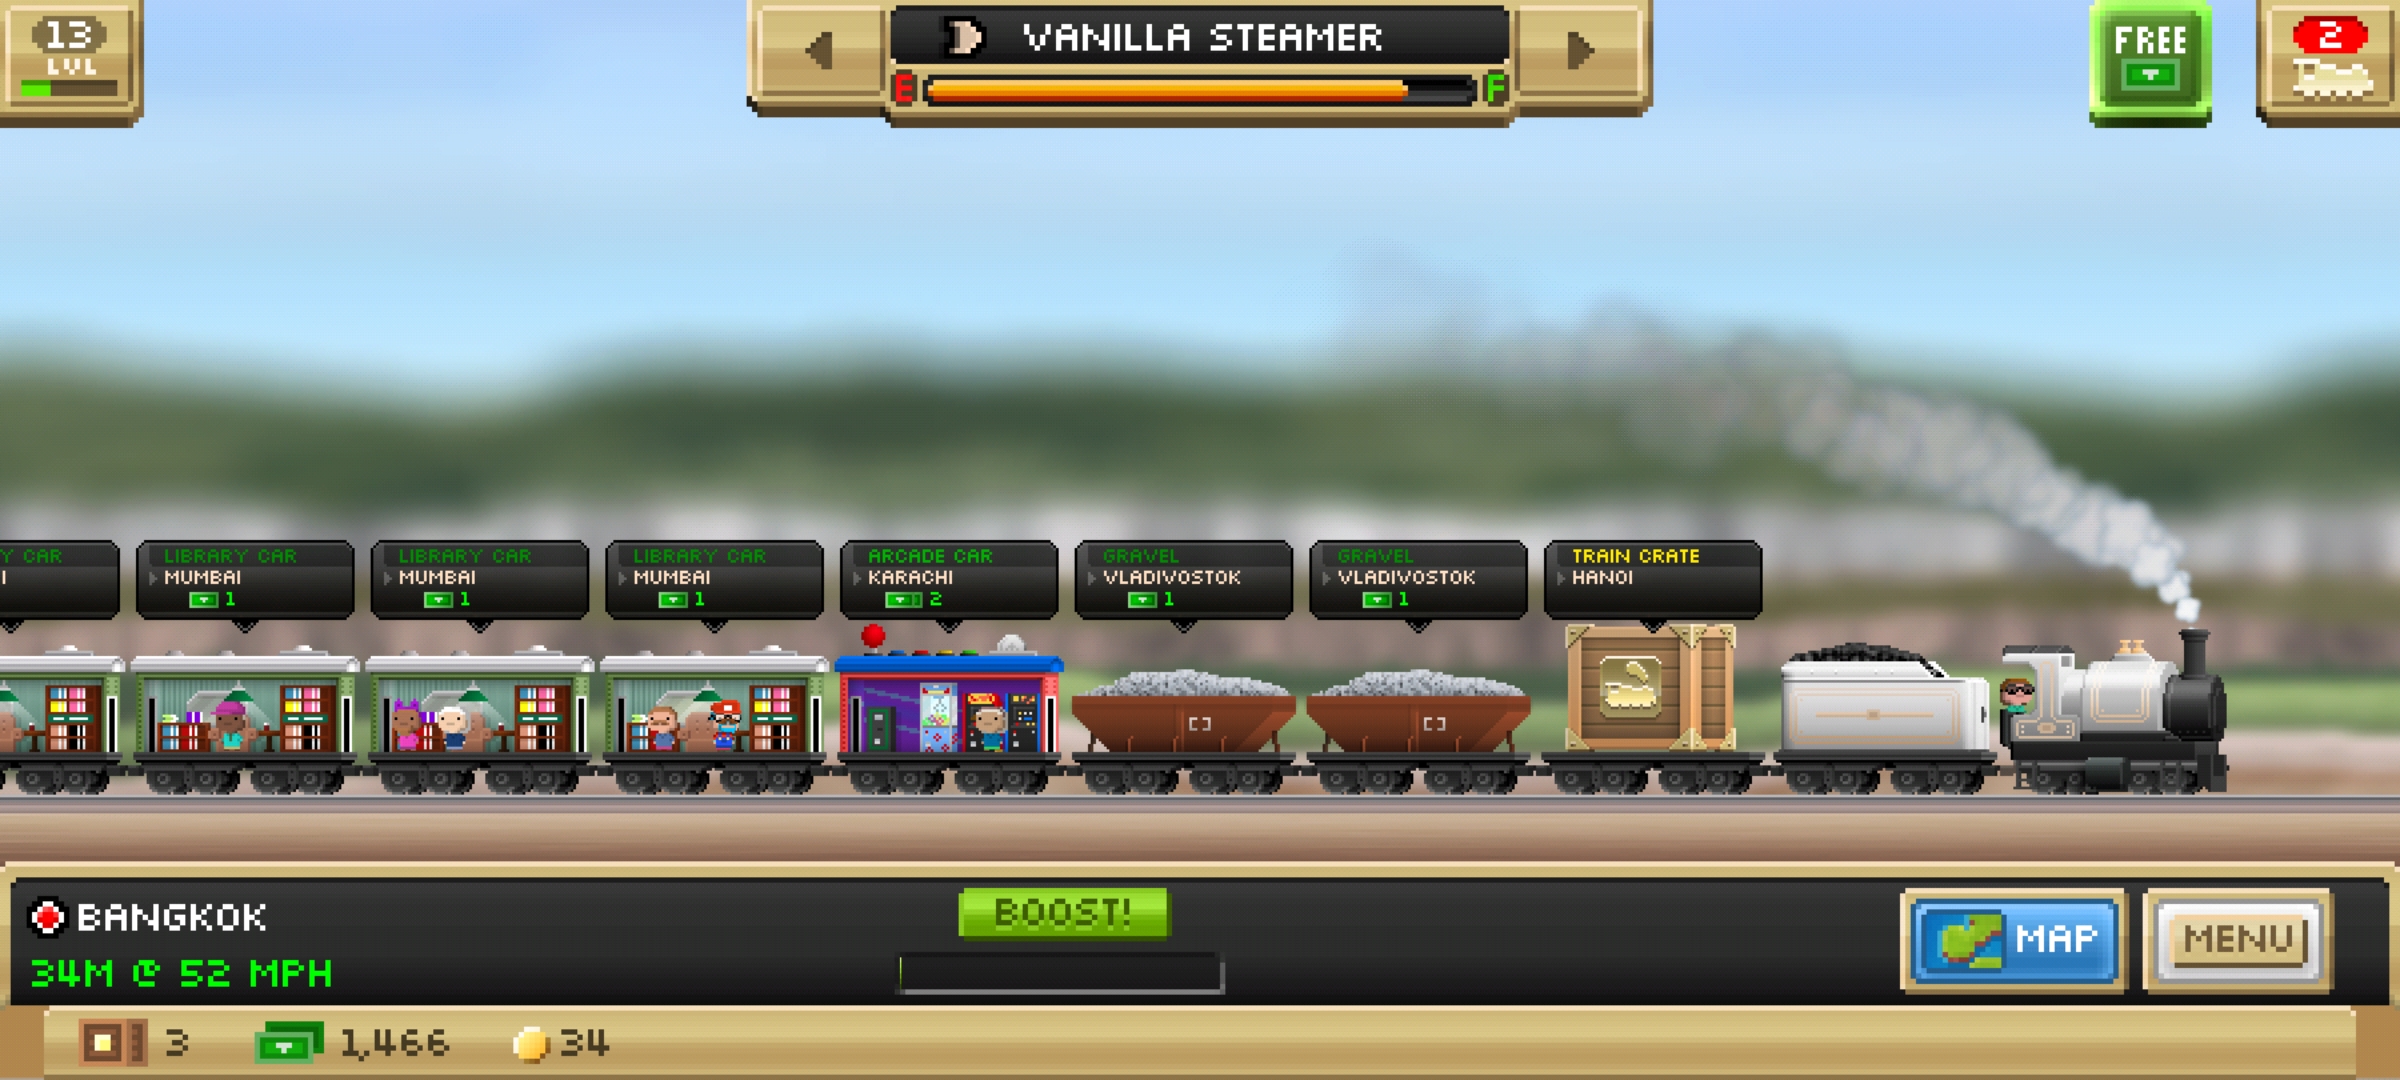 13
LVL
VANILLA STEAMER
E
F
FREE
2
Y CAR
I
LIBRARY CAR
MUMBAI
1
LIBRARY CAR
MUMBAI
1
LIBRARY CAR
MUMBAI
1
ARCADE CAR
KARACHI
2
GRAVEL
VLADIVOSTOK
1
GRAVEL
VLADIVOSTOK
1
TRAIN CRATE
HANOI
BANGKOK
34M @ 52 MPH
BOOST!
MAP
MENU
3
1,466
34